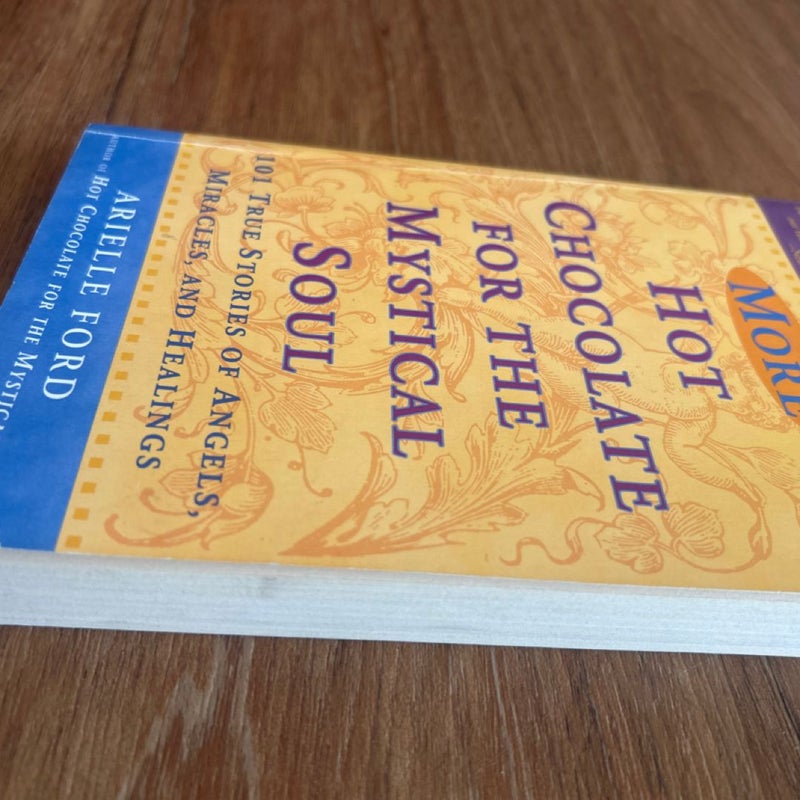 MORE
HOT
CHOCOLATE
FOR THE
MYSTICAL
SOUL
101 TRUE STORIES OF ANGELS,
MIRACLES, AND HEALINGS
ARIELLE FORD
AUTHOR OF HOT CHOCOLATE FOR THE MYSTICA